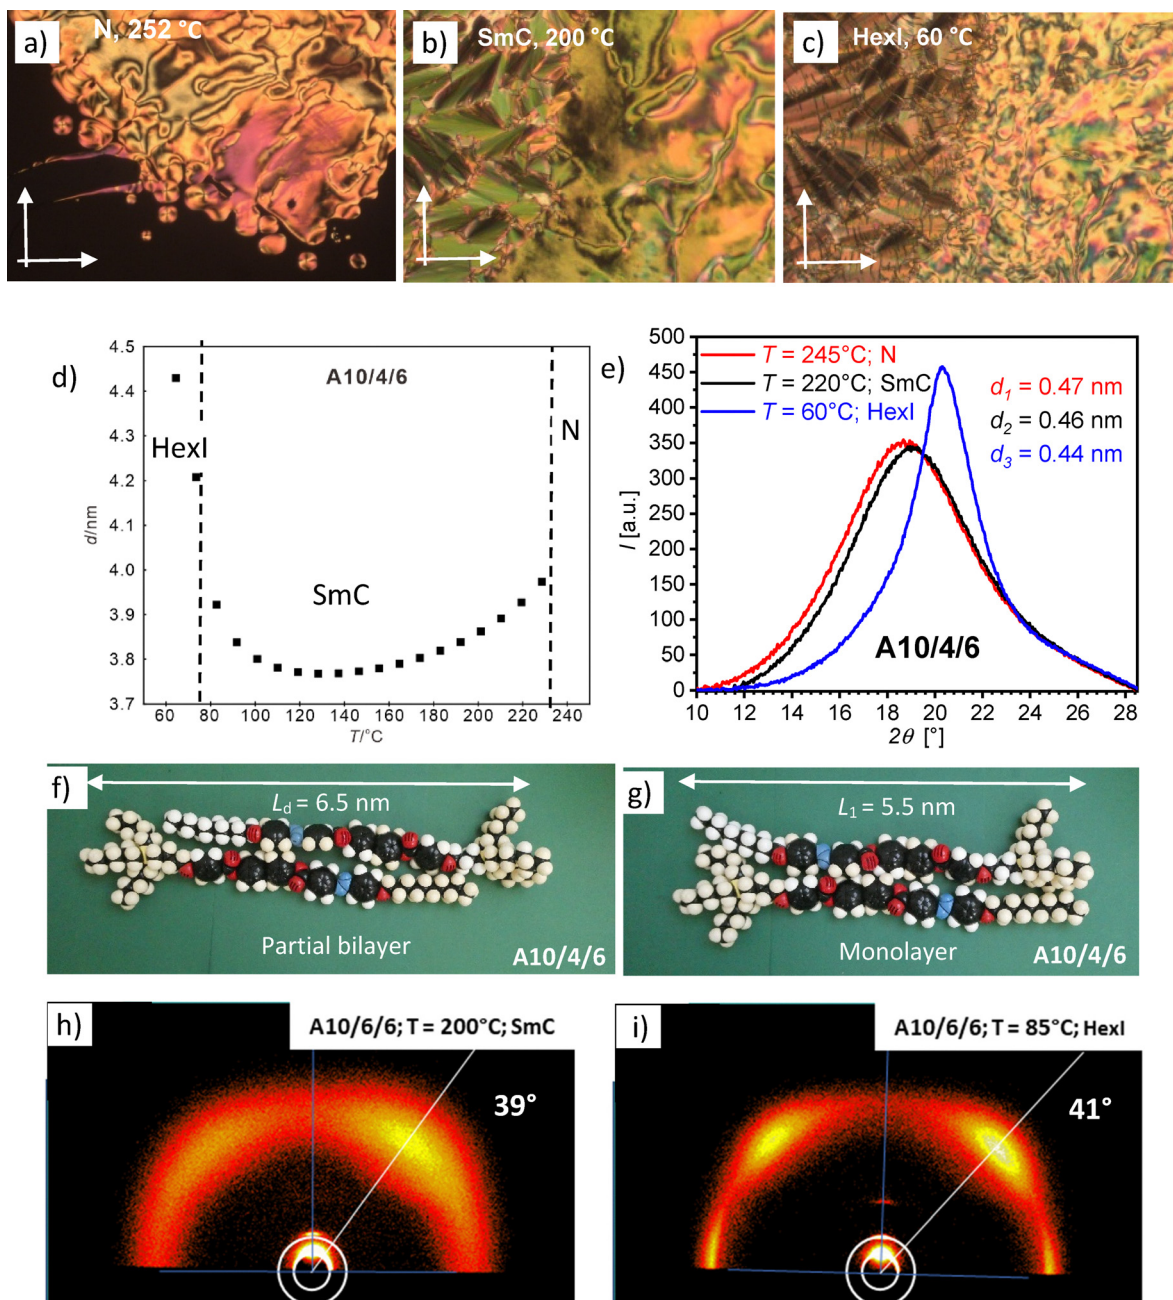 a)
N, 252 ℃
b)
SmC, 200 ℃
c)
HexI, 60 ℃
d)
4.5
4.4
4.3
4.2
4.1
4.0
3.9
3.8
3.7
d/nm
A10/4/6
HexI
SmC
N
60 80 100 120 140 160 180 200 220 240
T/°C
e)
500
450
400
350
300
250
200
150
100
50
0
I [a.u.]
T = 245°C; N
T = 220°C; SmC
T = 60°C; HexI
d1 = 0.47 nm
d2 = 0.46 nm
d3 = 0.44 nm
A10/4/6
10 12 14 16 18 20 22 24 26 28
2θ [°]
f)
Ld = 6.5 nm
Partial bilayer
A10/4/6
g)
L1 = 5.5 nm
Monolayer
A10/4/6
h)
A10/6/6; T = 200°C; SmC
39°
i)
A10/6/6; T = 85°C; HexI
41°